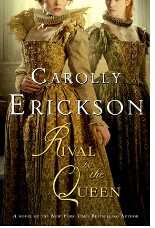 CAROLLY
ERICKSON
RIVAL
to the
QUEEN
A NOVEL BY THE NEW YORK TIMES BESTSELLING AUTHOR